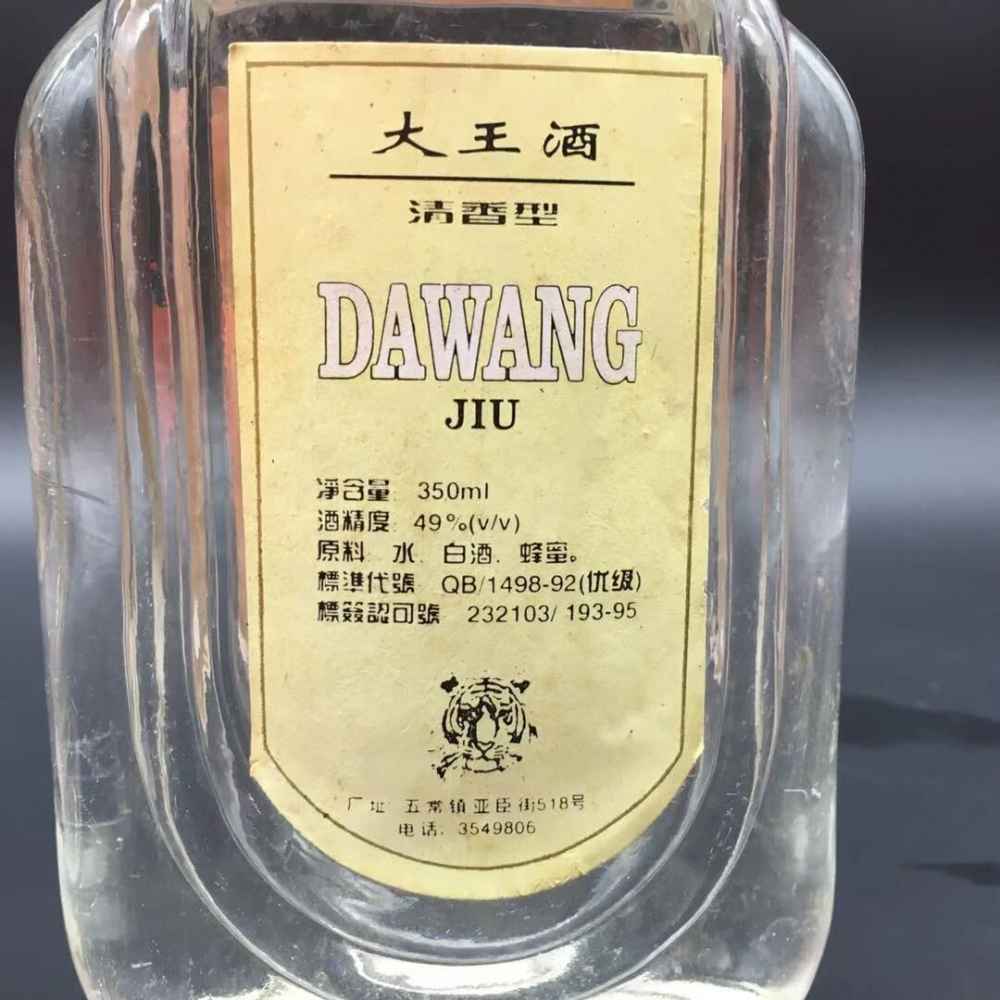 大王酒
清香型
DAWANG
JIU
淨含量 350ml
酒精度 49%(v/v)
原料 水、白酒、蜂蜜。
標準代號 QB/1498-92(优级)
標簽認可號 232103/193-95
厂址 五常镇亚臣街518号
电话: 3549806